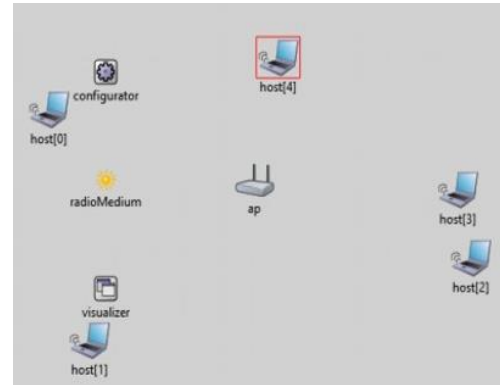 host[4]
configurator
host[0]
radioMedium
ap
host[3]
host[2]
visualizer
host[1]